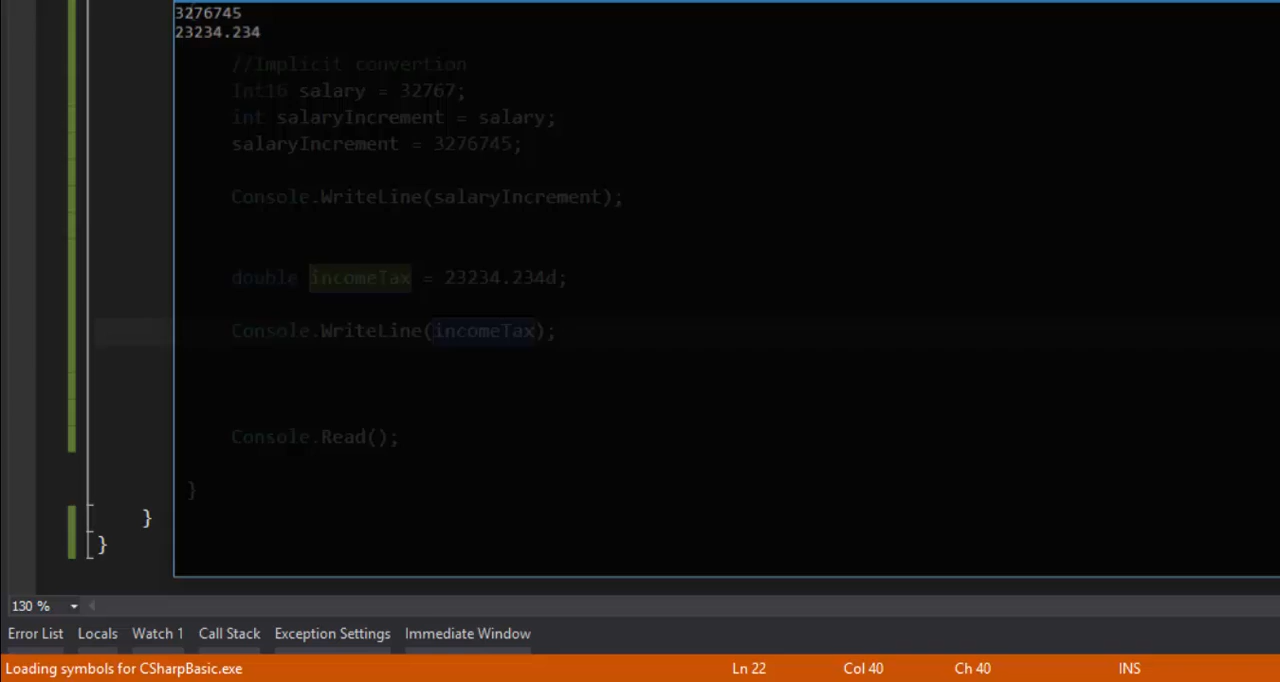 3276745
23234.234
//Implicit convertion
Int16 salary = 32767;
int salaryIncrement = salary;
salaryIncrement = 3276745;
Console.WriteLine(salaryIncrement);
double incomeTax = 23234.234d;
Console.WriteLine(incomeTax);
Console.Read();
}
}
}
130 %
Error List Locals Watch 1 Call Stack Exception Settings Immediate Window
Loading symbols for CSharpBasic.exe Ln 22 Col 40 Ch 40 INS